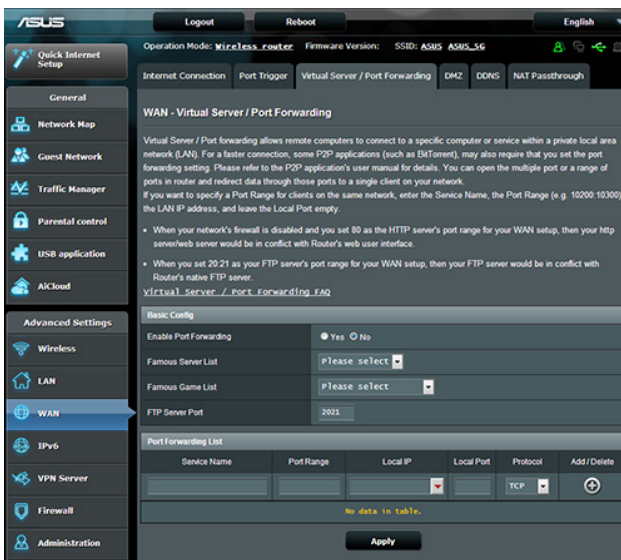 ASUS
Logout
Reboot
English
Quick Internet
Setup
Operation Mode: Wireless router Firmware Version: SSID: ASUS ASUS_5G
Internet Connection
Port Trigger
Virtual Server / Port Forwarding
DMZ
DDNS
NAT Passthrough
General
Network Map
Guest Network
Traffic Manager
Parental control
USB application
AiCloud
Advanced Settings
Wireless
LAN
WAN
IPv6
VPN Server
Firewall
Administration
WAN - Virtual Server / Port Forwarding
Virtual Server / Port forwarding allows remote computers to connect to a specific computer or service within a private local area
network (LAN). For a faster connection, some P2P applications (such as BitTorrent), may also require that you set the port
forwarding setting. Please refer to the P2P application's user manual for details. You can open the multiple port or a range of
ports in router and redirect data through those ports to a single client on your network.
If you want to specify a Port Range for clients on the same network, enter the Service Name, the Port Range (e.g. 10200:10300)
the LAN IP address, and leave the Local Port empty.
• When your network's firewall is disabled and you set 80 as the HTTP server's port range for your WAN setup, then your http
server/web server would be in conflict with Router's web user interface.
• When you set 20:21 as your FTP server's port range for your WAN setup, then your FTP server would be in conflict with
Router's native FTP server.
Virtual Server / Port Forwarding FAQ
Basic Config
Enable Port Forwarding Yes No
Famous Server List Please select
Famous Game List Please select
FTP Server Port 2021
Port Forwarding List
Service Name Port Range Local IP Local Port Protocol Add / Delete
TCP
No data in table.
Apply